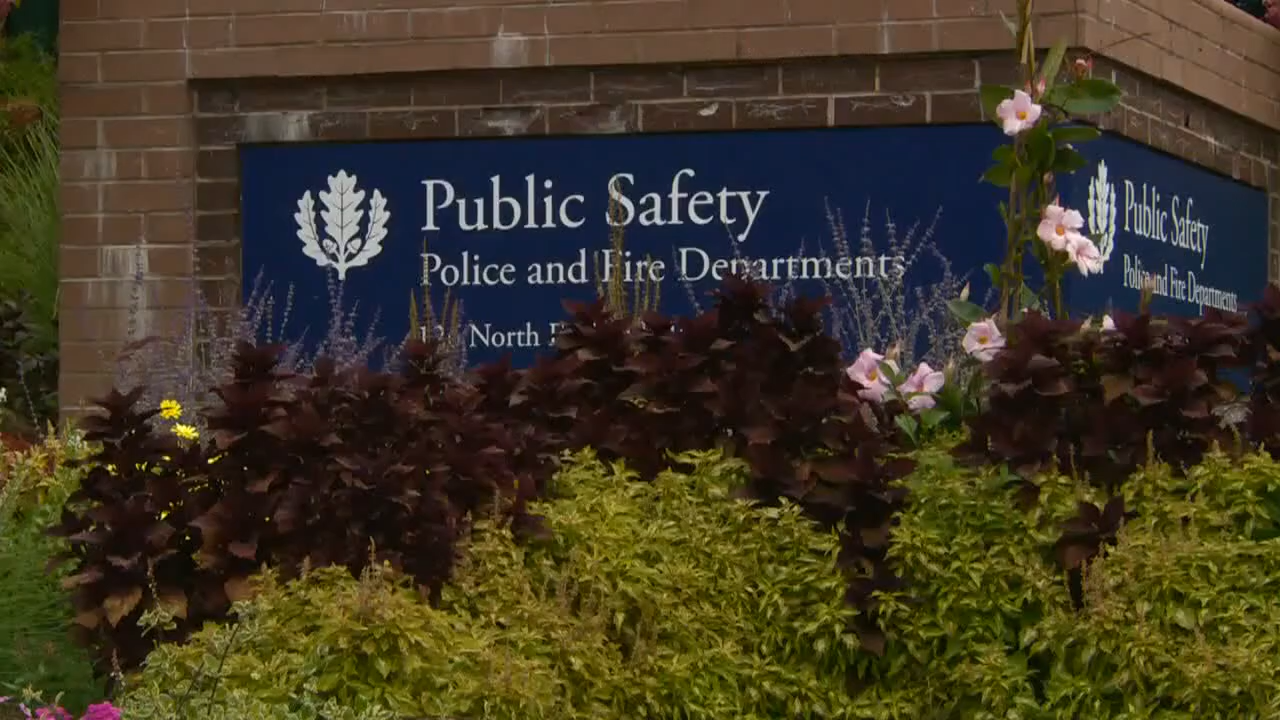 Public Safety
Police and Fire Departments
North
Public Safety
Police and Fire Departments